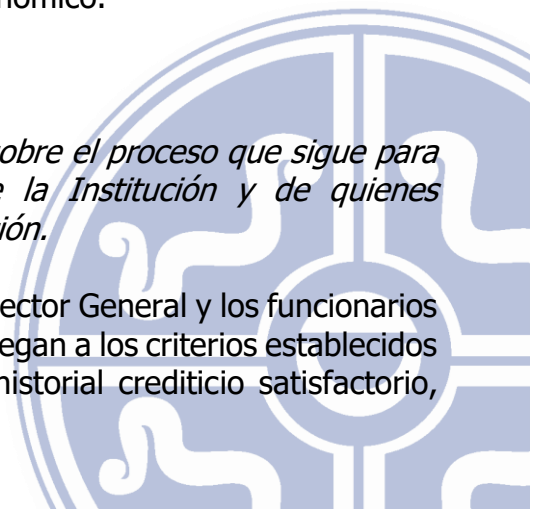 obre el proceso que sigue para
la Institución y de quienes
ión.
ector General y los funcionarios
egan a los criterios establecidos
historial crediticio satisfactorio,